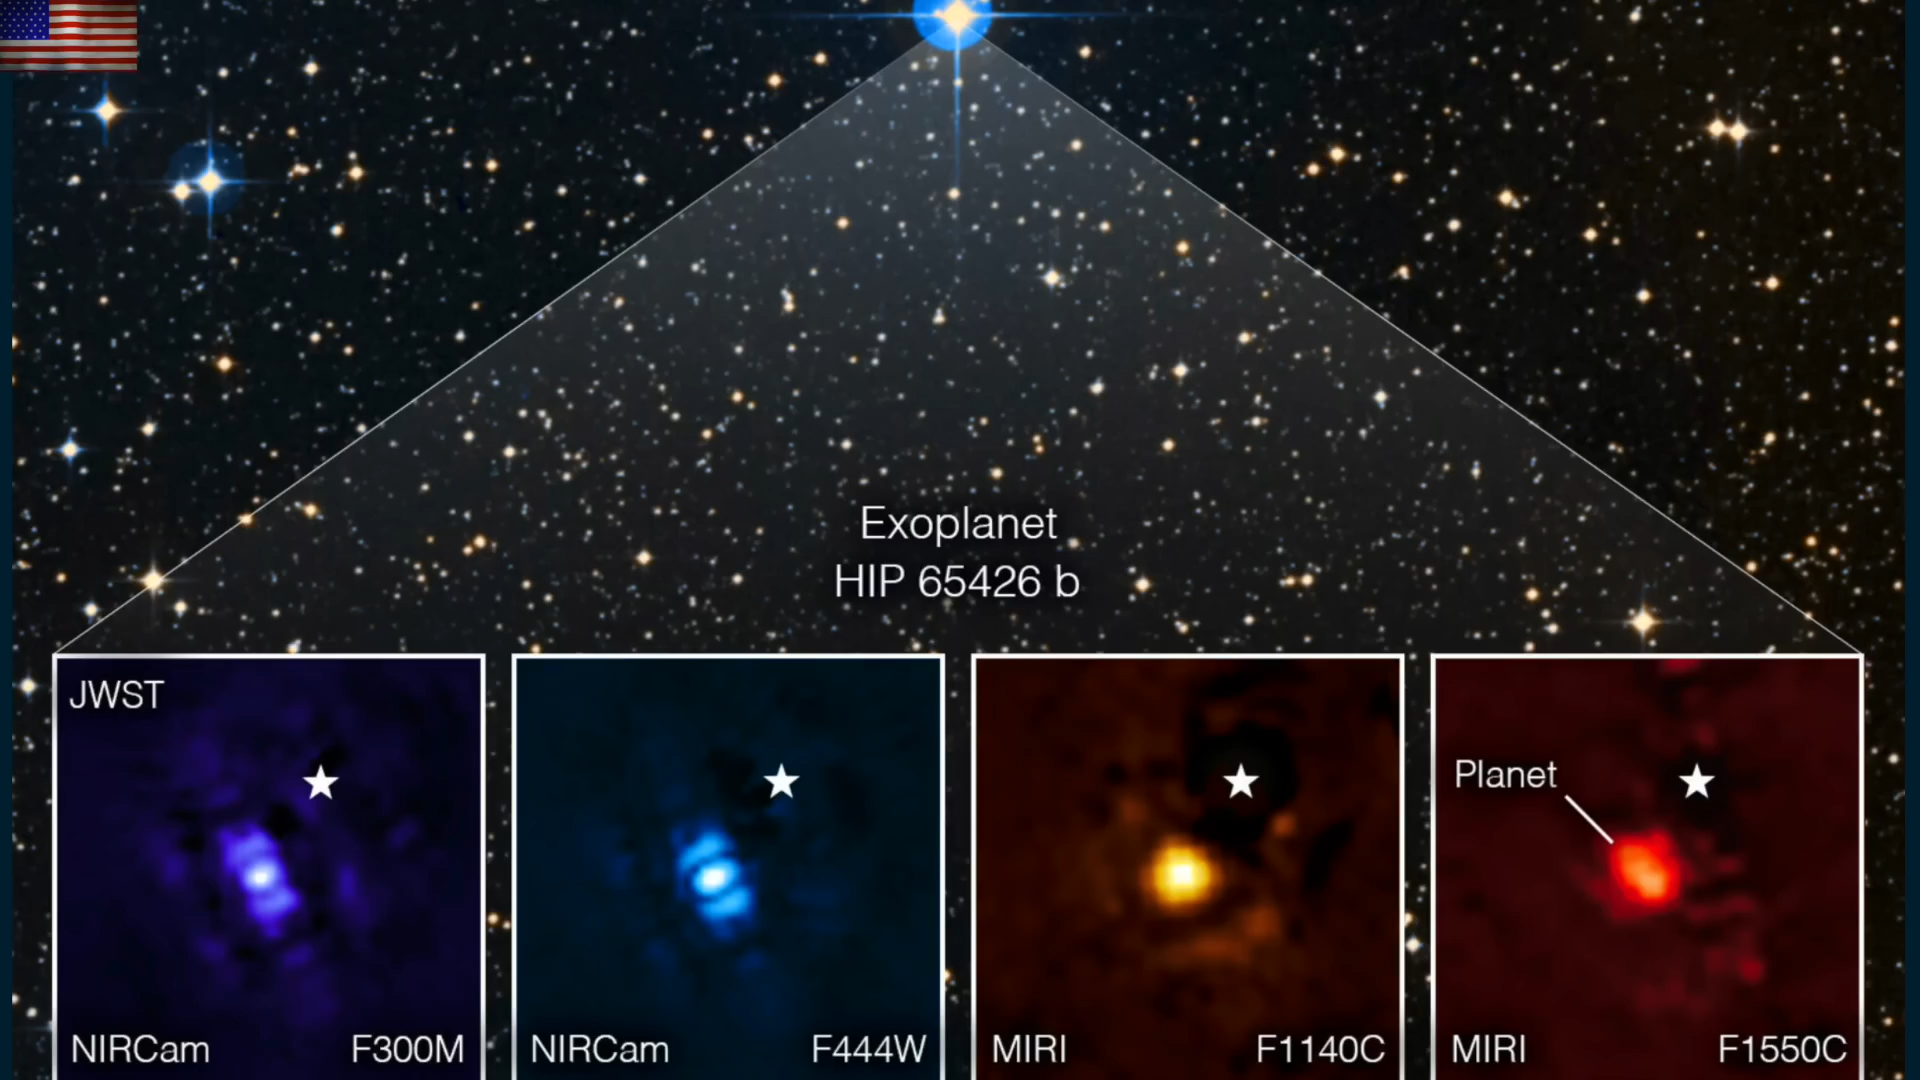 Exoplanet
HIP 65426 b
JWST
Planet
NIRCam F300M
NIRCam F444W
MIRI F1140C
MIRI F1550C